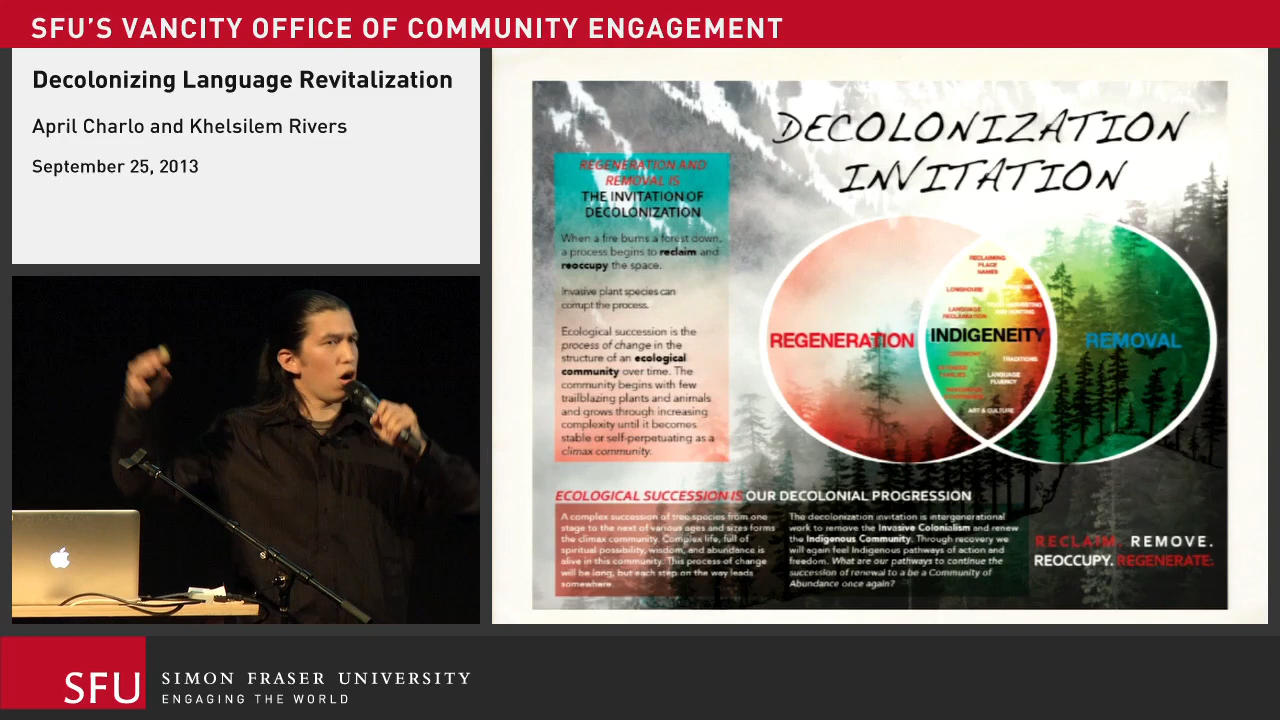 SFU'S VANCITY OFFICE OF COMMUNITY ENGAGEMENT
Decolonizing Language Revitalization
April Charlo and Khelsilem Rivers
September 25, 2013
DECOLONIZATION
INVITATION
REGENERATION AND
REMOVAL IS
THE INVITATION OF
DECOLONIZATION
When a fire burns a forest down,
a process begins to reclaim and
reoccupy the space.
Invasive plant species can
corrupt the process.
Ecological succession is the
process of change in the
structure of an ecological
community over time. The
community begins with few
trailblazing plants and animals
and grows through increasing
complexity until it becomes
stable or self-perpetuating as a
climax community.
RECLAIMING
PLACE
NAMES
LONGHOUSE
LANGUAGE
RECLAMATION
AND HUNTING
REGENERATION
INDIGENEITY
REMOVAL
CEREMONY
TRADITIONS
EXTENDED
FAMILIES
LANGUAGE
FLUENCY
ART & CULTURE
ECOLOGICAL SUCCESSION IS OUR DECOLONIAL PROGRESSION
A complex succession of tree species from one
stage to the next of various ages and sizes forms
the climax community. Complex life, full of
spiritual possibility, wisdom, and abundance is
alive in this community. This process of change
will be long, but each step on the way leads
somewhere.
The decolonization invitation is intergenerational
work to remove the Invasive Colonialism and renew
the Indigenous Community. Through recovery we
will again feel Indigenous pathways of action and
freedom. What are our pathways to continue the
succession of renewal to a be a Community of
Abundance once again?
RECLAIM. REMOVE.
REOCCUPY. REGENERATE.
SFU
SIMON FRASER UNIVERSITY
ENGAGING THE WORLD